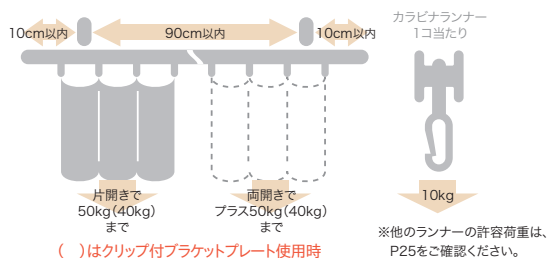 10cm以内
90cm以内
10cm以内
カラビナランナー
1コ当たり
片開きで
50kg(40kg)
まで
両開きで
プラス50kg(40kg)
まで
10kg
(　)はクリップ付ブラケットプレート使用時
※他のランナーの許容荷重は、
P25をご確認ください。